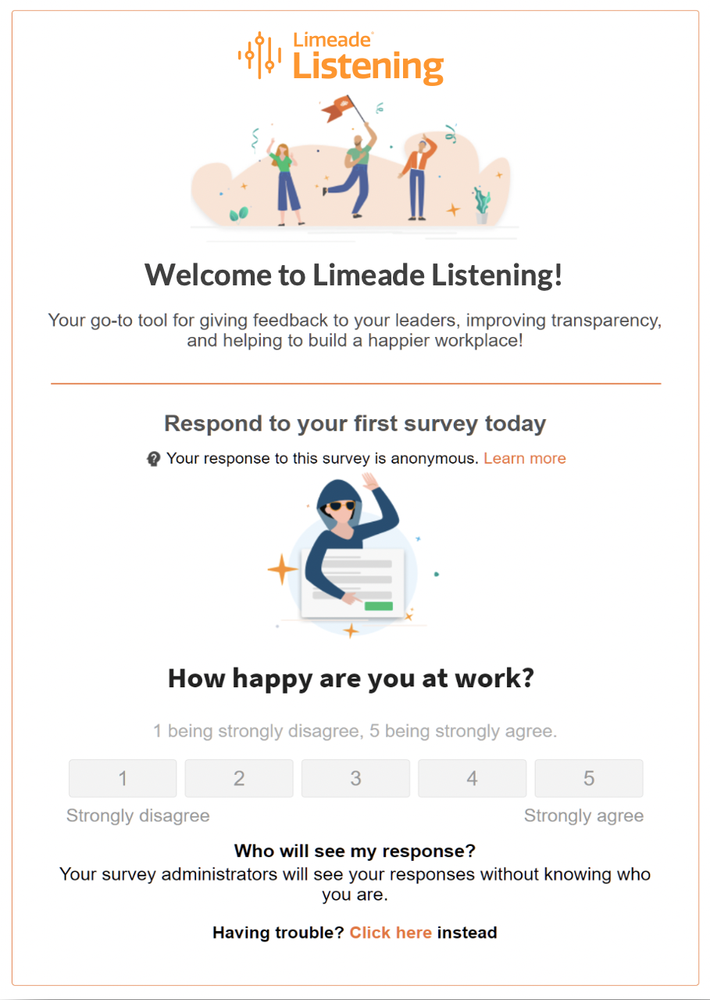 Limeade®
Listening
Welcome to Limeade Listening!
Your go-to tool for giving feedback to your leaders, improving transparency,
and helping to build a happier workplace!
Respond to your first survey today
? Your response to this survey is anonymous. Learn more
How happy are you at work?
1 being strongly disagree, 5 being strongly agree.
1 2 3 4 5
Strongly disagree Strongly agree
Who will see my response?
Your survey administrators will see your responses without knowing who
you are.
Having trouble? Click here instead